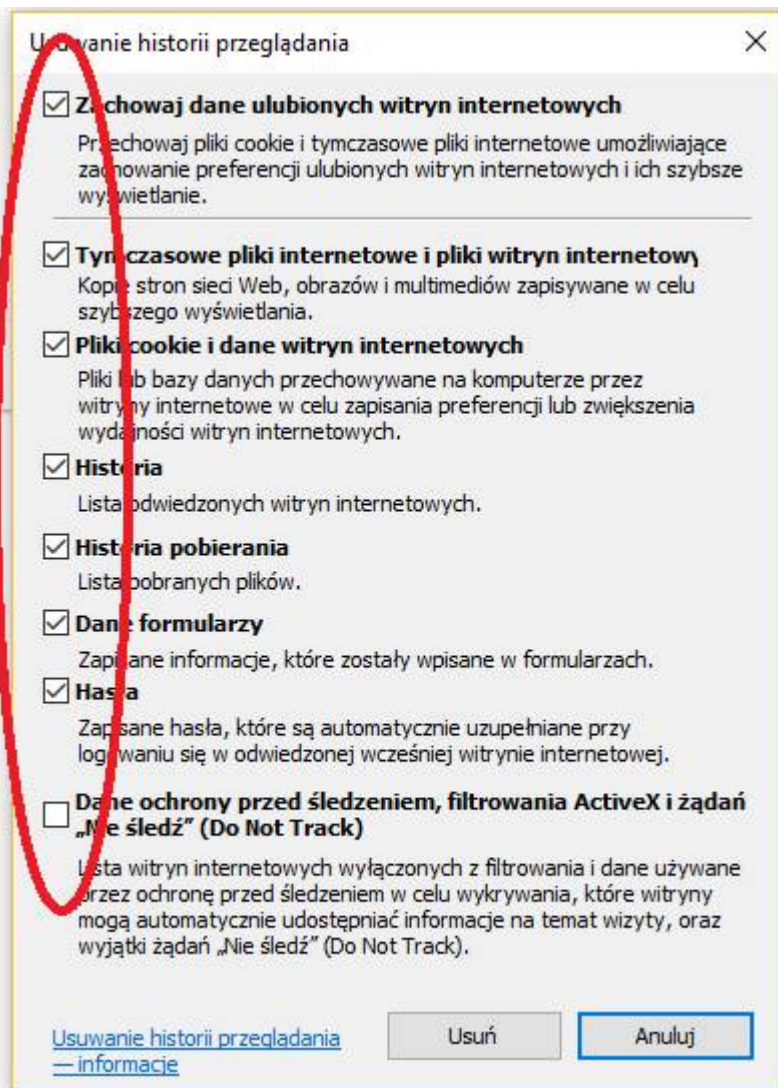 Usuwanie historii przeglądania
Zachowaj dane ulubionych witryn internetowych
Przechowaj pliki cookie i tymczasowe pliki internetowe umożliwiające
zachowanie preferencji ulubionych witryn internetowych i ich szybsze
wyświetlanie.
Tymczasowe pliki internetowe i pliki witryn internetowy
Kopie stron sieci Web, obrazów i multimediów zapisywane w celu
szybszego wyświetlania.
Pliki cookie i dane witryn internetowych
Pliki lub bazy danych przechowywane na komputerze przez
witryny internetowe w celu zapisania preferencji lub zwiększenia
wydajności witryn internetowych.
Historia
Lista odwiedzonych witryn internetowych.
Historia pobierania
Lista pobranych plików.
Dane formularzy
Zapisane informacje, które zostały wpisane w formularzach.
Hasła
Zapisane hasła, które są automatycznie uzupełniane przy
logowaniu się w odwiedzonej wcześniej witrynie internetowej.
Dane ochrony przed śledzeniem, filtrowania ActiveX i żądań
„Nie śledź” (Do Not Track)
Lista witryn internetowych wyłączonych z filtrowania i dane używane
przez ochronę przed śledzeniem w celu wykrywania, które witryny
mogą automatycznie udostępniać informacje na temat wizyty, oraz
wyjątki żądań „Nie śledź” (Do Not Track).
Usuwanie historii przeglądania
— informacje
Usuń
Anuluj